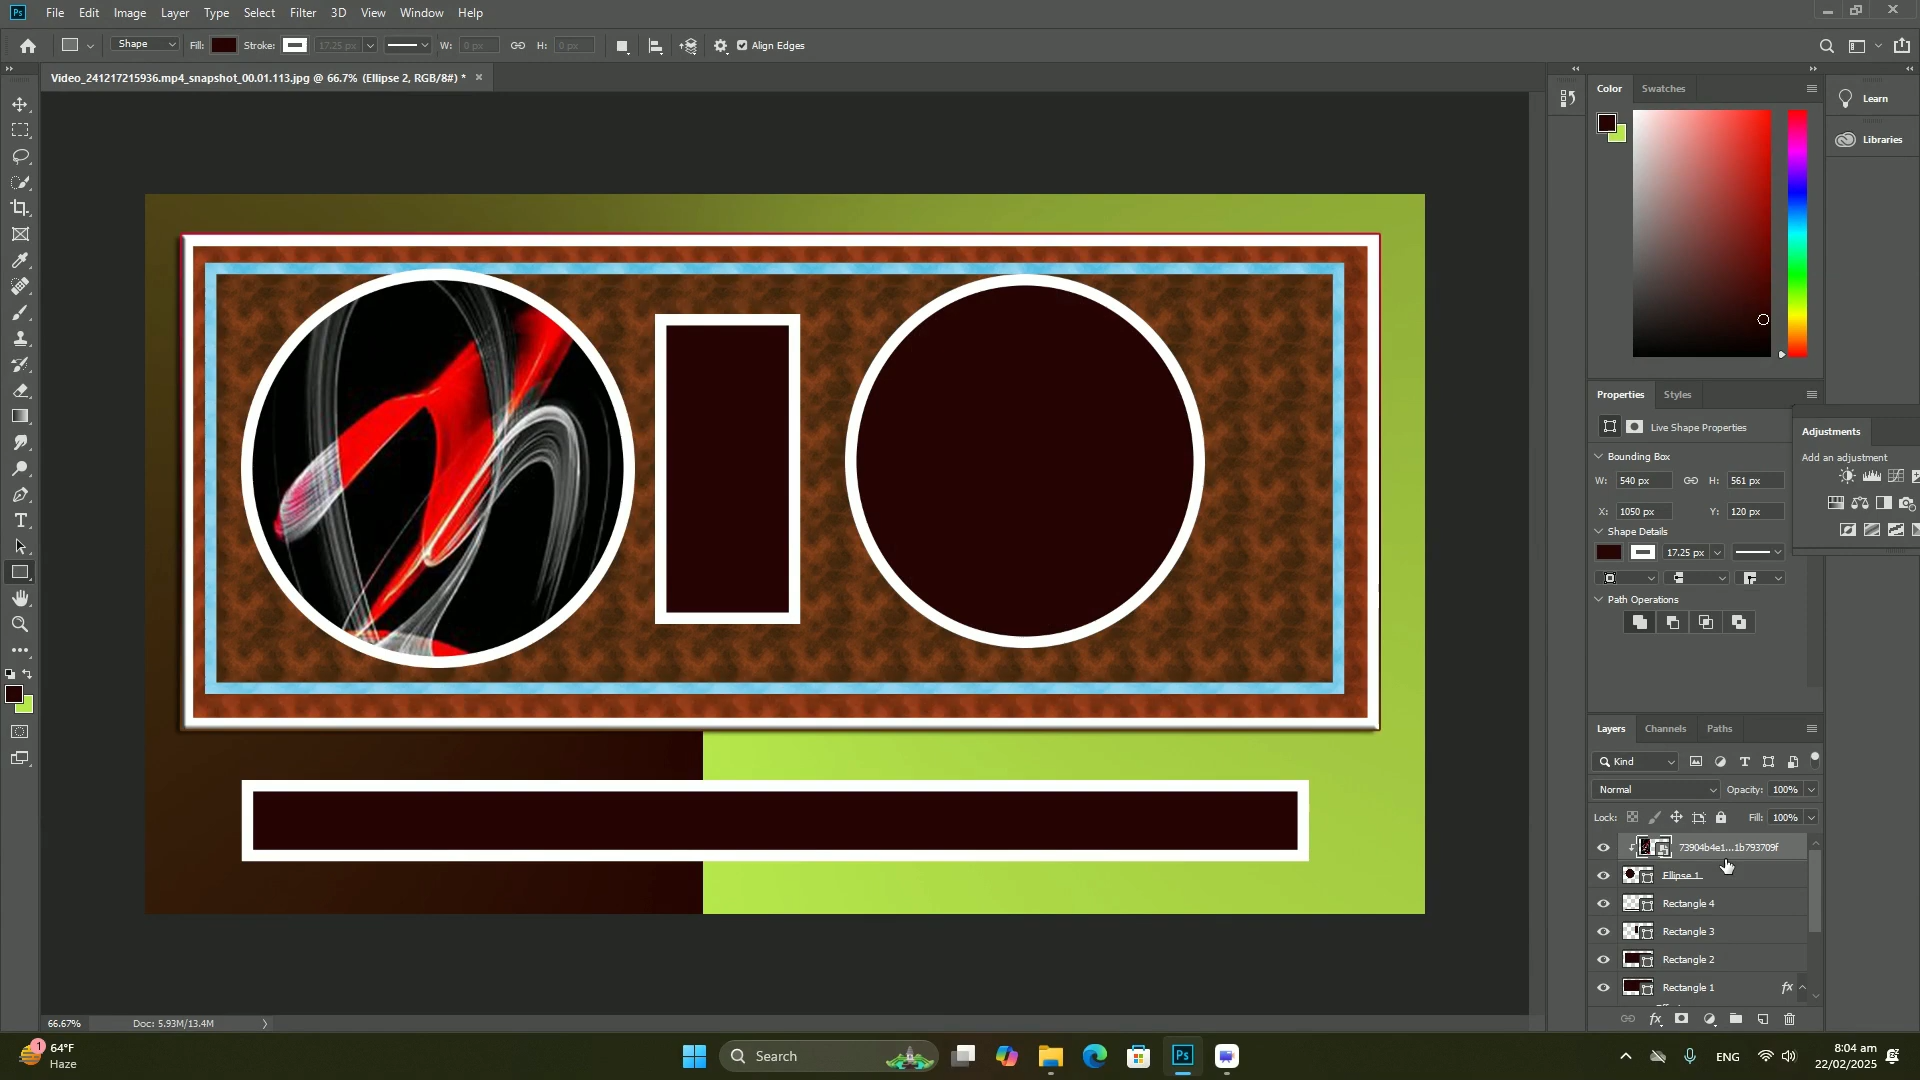 Ps File Edit Image Layer Type Select Filter 3D View Window Help
Shape Fill: Stroke: 17.25 px W: 0 px H: 0 px Align Edges
Video_241217215936.mp4_snapshot_00.01.113.jpg @ 66.7% (Ellipse 2, RGB/8#) *
Color Swatches
Learn
Libraries
Properties Styles
Live Shape Properties
Bounding Box
W: 540 px H: 561 px
X: 1050 px Y: 120 px
Shape Details
17.25 px
Path Operations
Adjustments
Add an adjustment
Layers Channels Paths
Kind
Normal Opacity: 100%
Lock: Fill: 100%
73904b4e1...1b793709f
Ellipse 1
Rectangle 4
Rectangle 3
Rectangle 2
Rectangle 1 fx
fx
66.67% Doc: 5.93M/13.4M
1
64°F
Haze
Search
Ps
ENG
8:04 am
22/02/2025